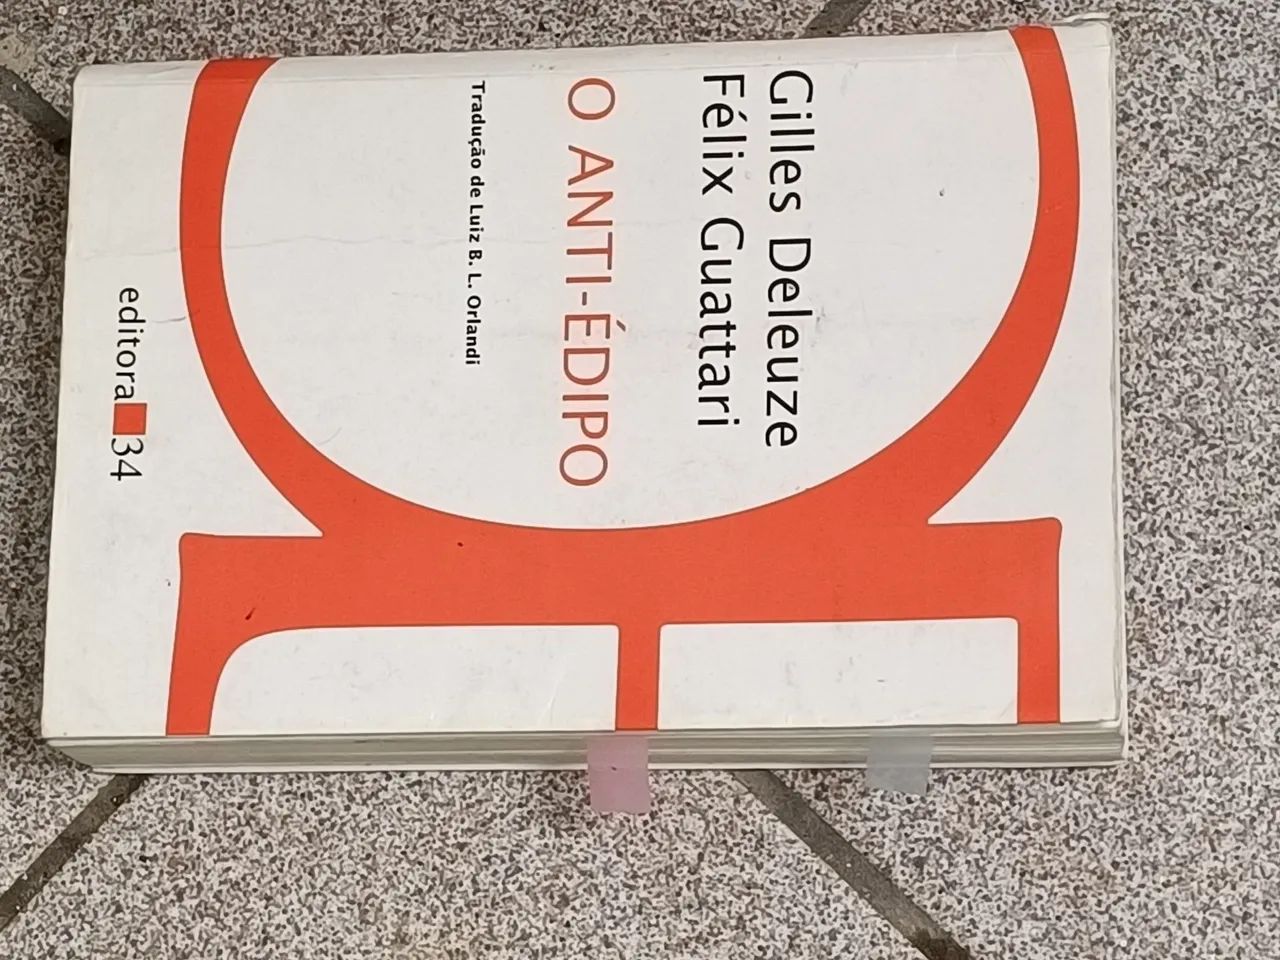 Gilles Deleuze
Félix Guattari
O ANTI-ÉDIPO
Tradução de Luiz B. L. Orlandi
editora 34